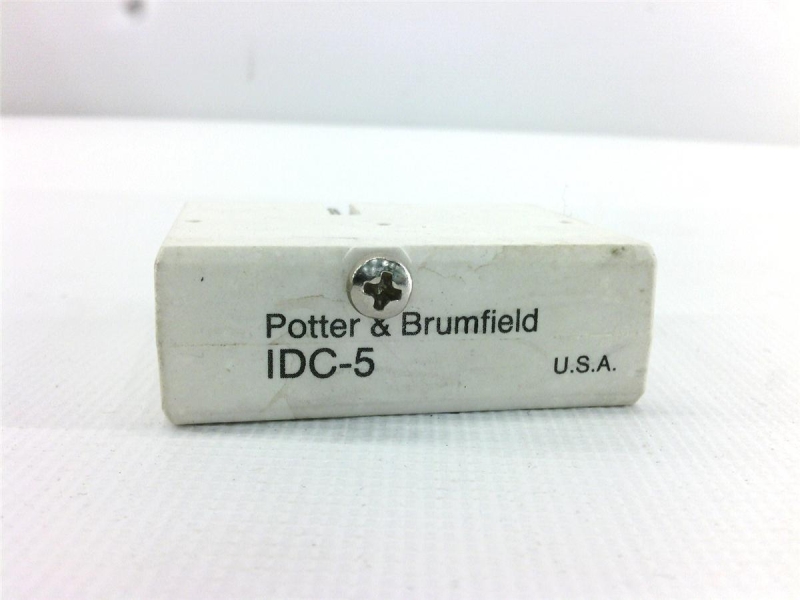 Potter & Brumfield
IDC-5
U.S.A.